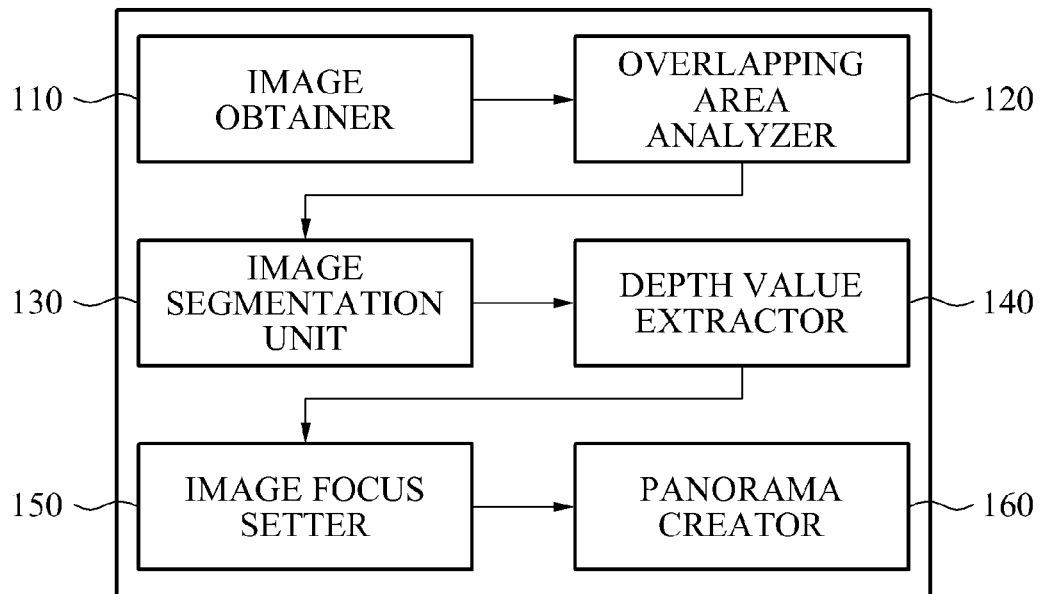 110
IMAGE
OBTAINER
OVERLAPPING
AREA
ANALYZER
120
130
IMAGE
SEGMENTATION
UNIT
DEPTH VALUE
EXTRACTOR
140
150
IMAGE FOCUS
SETTER
PANORAMA
CREATOR
160